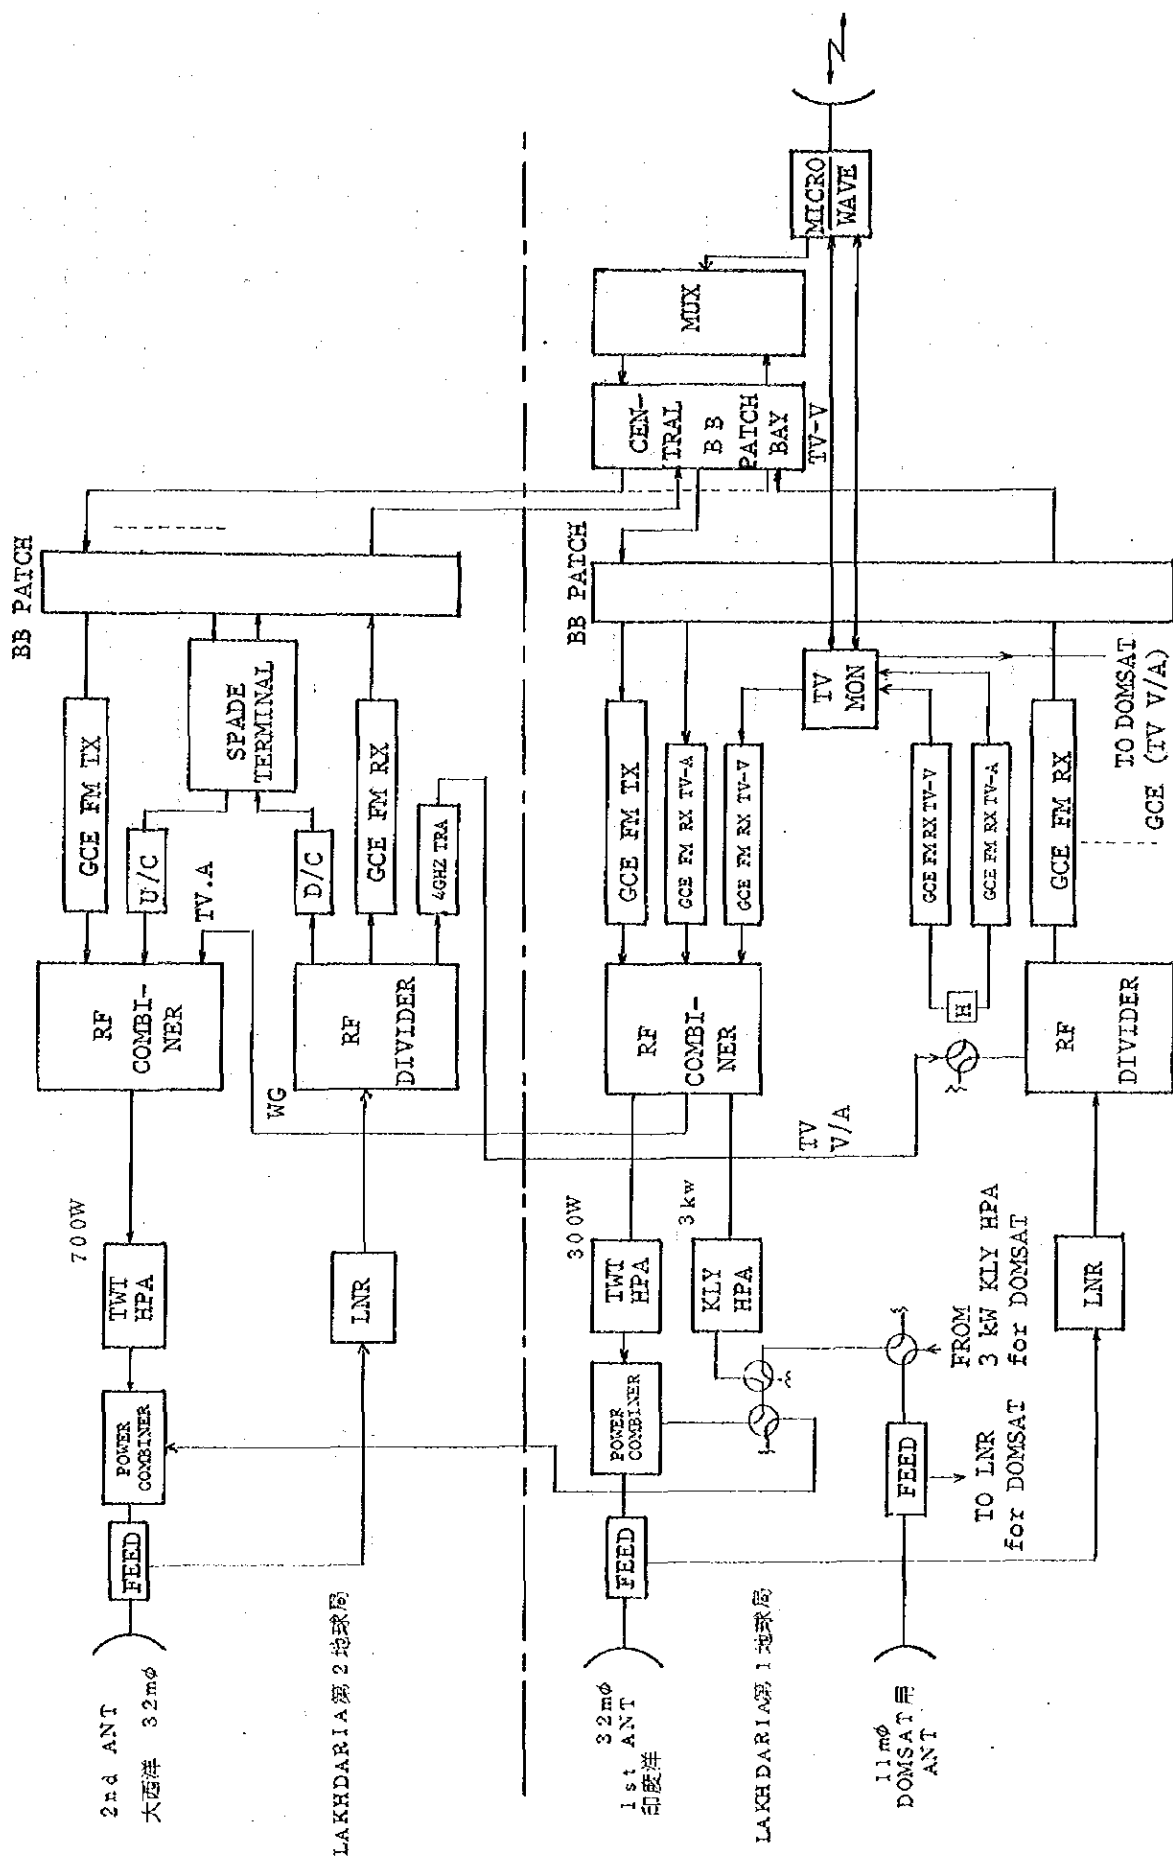 2nd ANT
大西洋 32mφ
FEED
POWER
COMBINER
TWT
HPA
700W
RF
COMBI-
NER
GCE FM TX
U/C
TV.A
SPADE
TERMINAL
BB PATCH
LNR
WG
RF
DIVIDER
D/C
GCE FM RX
4GHZ TRA
LAKHDARIA第2地球局
32mφ
1st ANT
印度洋
FEED
POWER
COMBINER
TWT
HPA
300W
KLY
HPA
3kw
RF
COMBI-
NER
GCE FM TX
GCE FM RX TV-A
GCE FM RX TV-V
BB PATCH
CEN-
TRAL
BB
PATCH
BAY
MUX
MICRO
WAVE
TV-V
TV
MON
TV
V/A
LAKHDARIA第1地球局
H
GCE FM RX TV-V
GCE FM RX TV-A
11mφ
DOMSAT用
ANT
FEED
TO LNR
for DOMSAT
FROM
3 kW KLY HPA
for DOMSAT
LNR
RF
DIVIDER
GCE FM RX
TO DOMSAT
GCE (TV V/A)